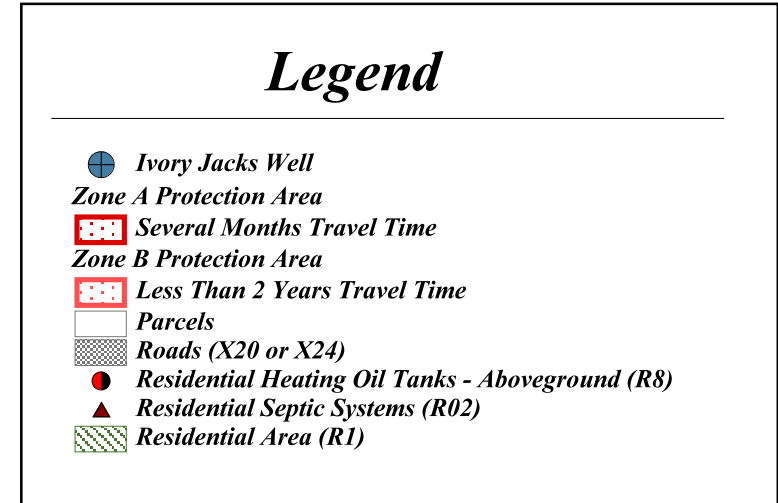 Legend
Ivory Jacks Well
Zone A Protection Area
Several Months Travel Time
Zone B Protection Area
Less Than 2 Years Travel Time
Parcels
Roads (X20 or X24)
Residential Heating Oil Tanks - Aboveground (R8)
Residential Septic Systems (R02)
Residential Area (R1)